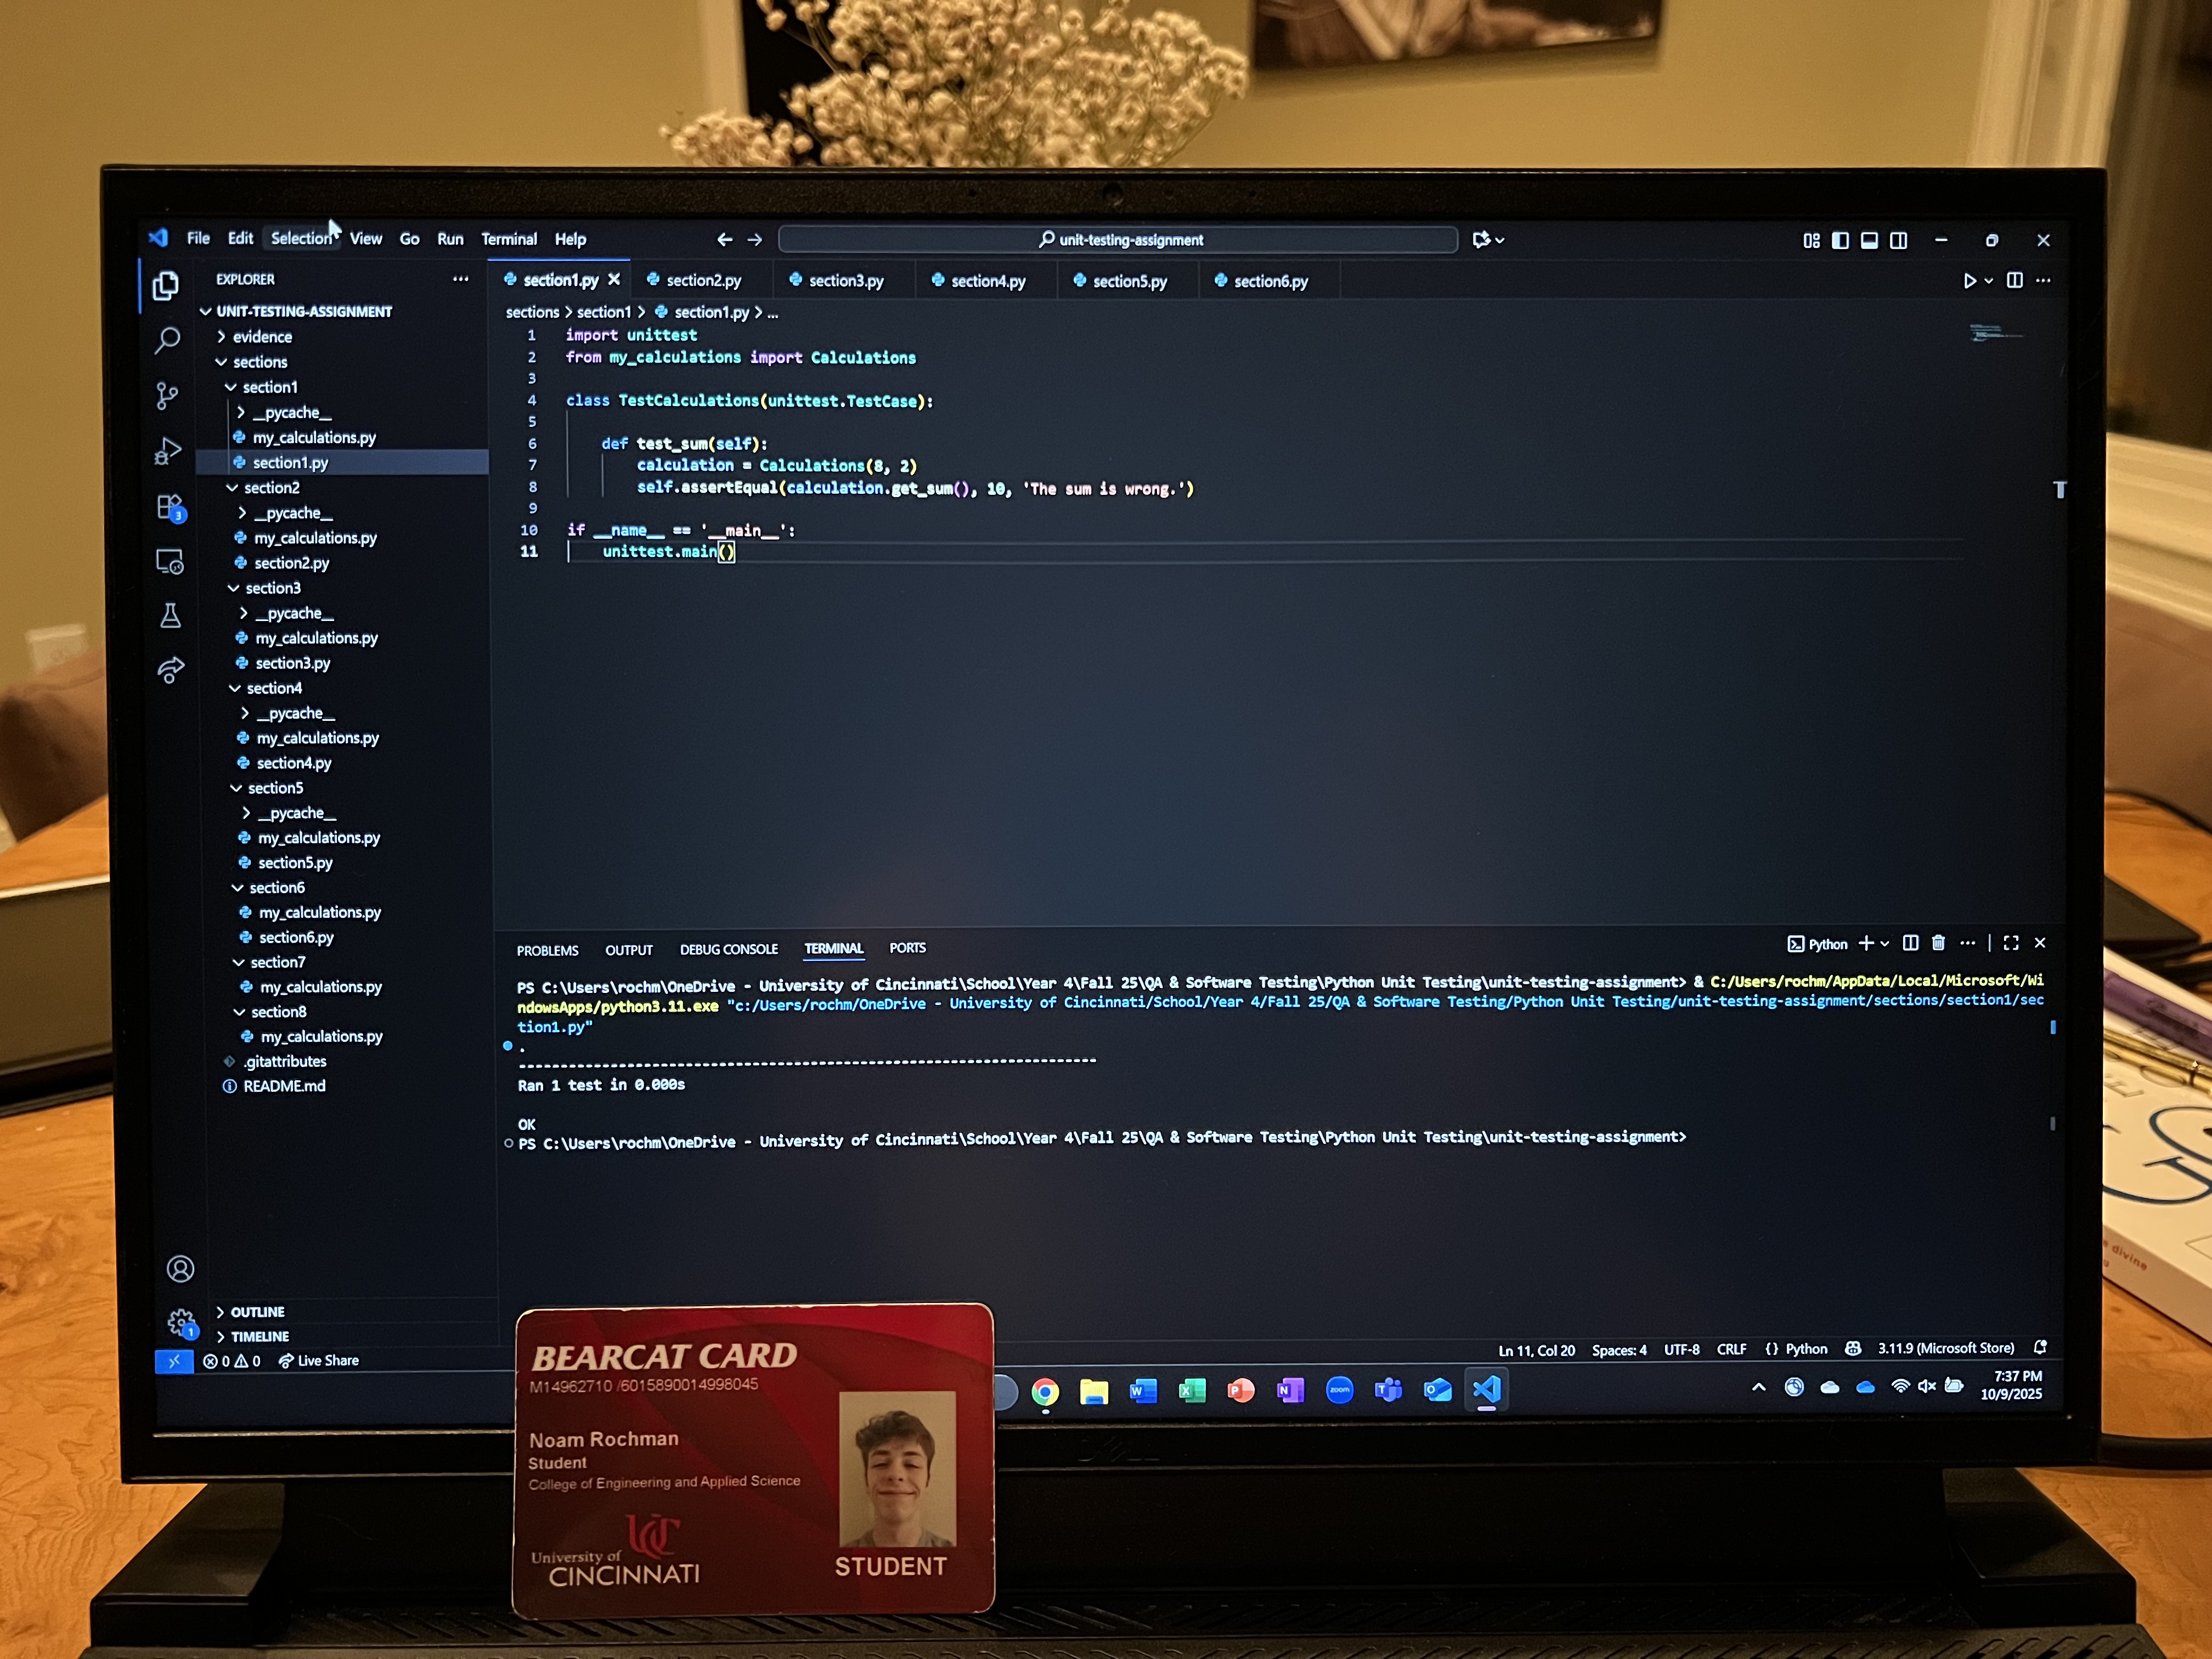 File Edit Selection View Go Run Terminal Help
unit-testing-assignment
EXPLORER
UNIT-TESTING-ASSIGNMENT
evidence
sections
section1
__pycache__
my_calculations.py
section1.py
section2
__pycache__
my_calculations.py
section2.py
section3
__pycache__
my_calculations.py
section3.py
section4
__pycache__
my_calculations.py
section4.py
section5
__pycache__
my_calculations.py
section5.py
section6
my_calculations.py
section6.py
section7
my_calculations.py
section8
my_calculations.py
.gitattributes
README.md
OUTLINE
TIMELINE
3
1
section1.py section2.py section3.py section4.py section5.py section6.py
sections > section1 > section1.py > ...
1 import unittest
2 from my_calculations import Calculations
3
4 class TestCalculations(unittest.TestCase):
5
6 def test_sum(self):
7 calculation = Calculations(8, 2)
8 self.assertEqual(calculation.get_sum(), 10, 'The sum is wrong.')
9
10 if __name__ == '__main__':
11 unittest.main()
PROBLEMS OUTPUT DEBUG CONSOLE TERMINAL PORTS
Python
PS C:\Users\rochm\OneDrive - University of Cincinnati\School\Year 4\Fall 25\QA & Software Testing\Python Unit Testing\unit-testing-assignment> & C:/Users/rochm/AppData/Local/Microsoft/Wi
ndowsApps/python3.11.exe "c:/Users/rochm/OneDrive - University of Cincinnati/School/Year 4/Fall 25/QA & Software Testing/Python Unit Testing/unit-testing-assignment/sections/section1/sec
tion1.py"
.
----------------------------------------------------------------------
Ran 1 test in 0.000s
OK
PS C:\Users\rochm\OneDrive - University of Cincinnati\School\Year 4\Fall 25\QA & Software Testing\Python Unit Testing\unit-testing-assignment>
0 0 Live Share
Ln 11, Col 20 Spaces: 4 UTF-8 CRLF {} Python 3.11.9 (Microsoft Store)
zoom
7:37 PM
10/9/2025
DELL
BEARCAT CARD
M14962710 /6015890014998045
Noam Rochman
Student
College of Engineering and Applied Science
UC
University of
CINCINNATI
STUDENT
divine